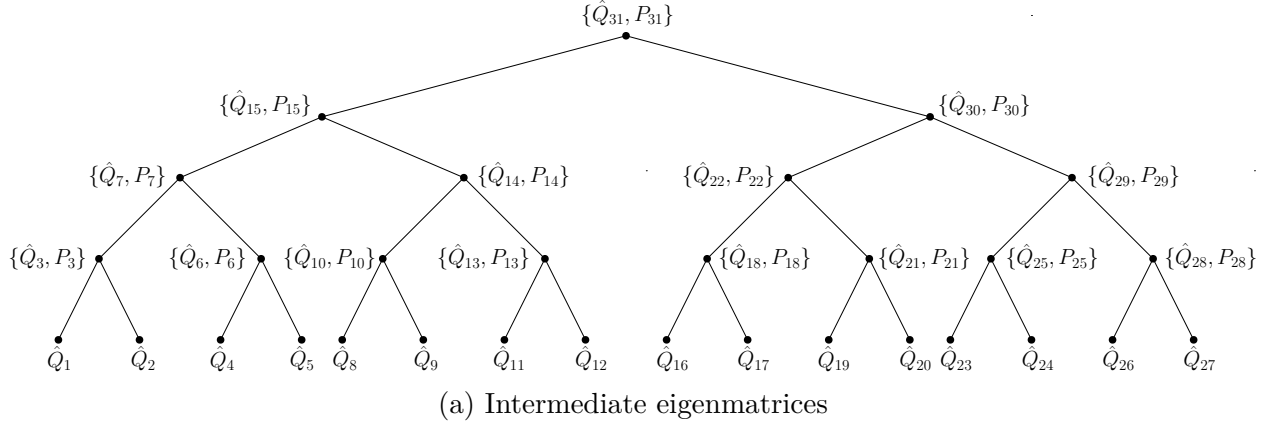 {Q̂₃₁, P₃₁}
{Q̂₁₅, P₁₅} {Q̂₃₀, P₃₀}
{Q̂₇, P₇} {Q̂₁₄, P₁₄} {Q̂₂₂, P₂₂} {Q̂₂₉, P₂₉}
{Q̂₃, P₃} {Q̂₆, P₆} {Q̂₁₀, P₁₀} {Q̂₁₃, P₁₃} {Q̂₁₈, P₁₈} {Q̂₂₁, P₂₁} {Q̂₂₅, P₂₅} {Q̂₂₈, P₂₈}
Q̂₁ Q̂₂ Q̂₄ Q̂₅ Q̂₈ Q̂₉ Q̂₁₁ Q̂₁₂ Q̂₁₆ Q̂₁₇ Q̂₁₉ Q̂₂₀ Q̂₂₃ Q̂₂₄ Q̂₂₆ Q̂₂₇
(a) Intermediate eigenmatrices